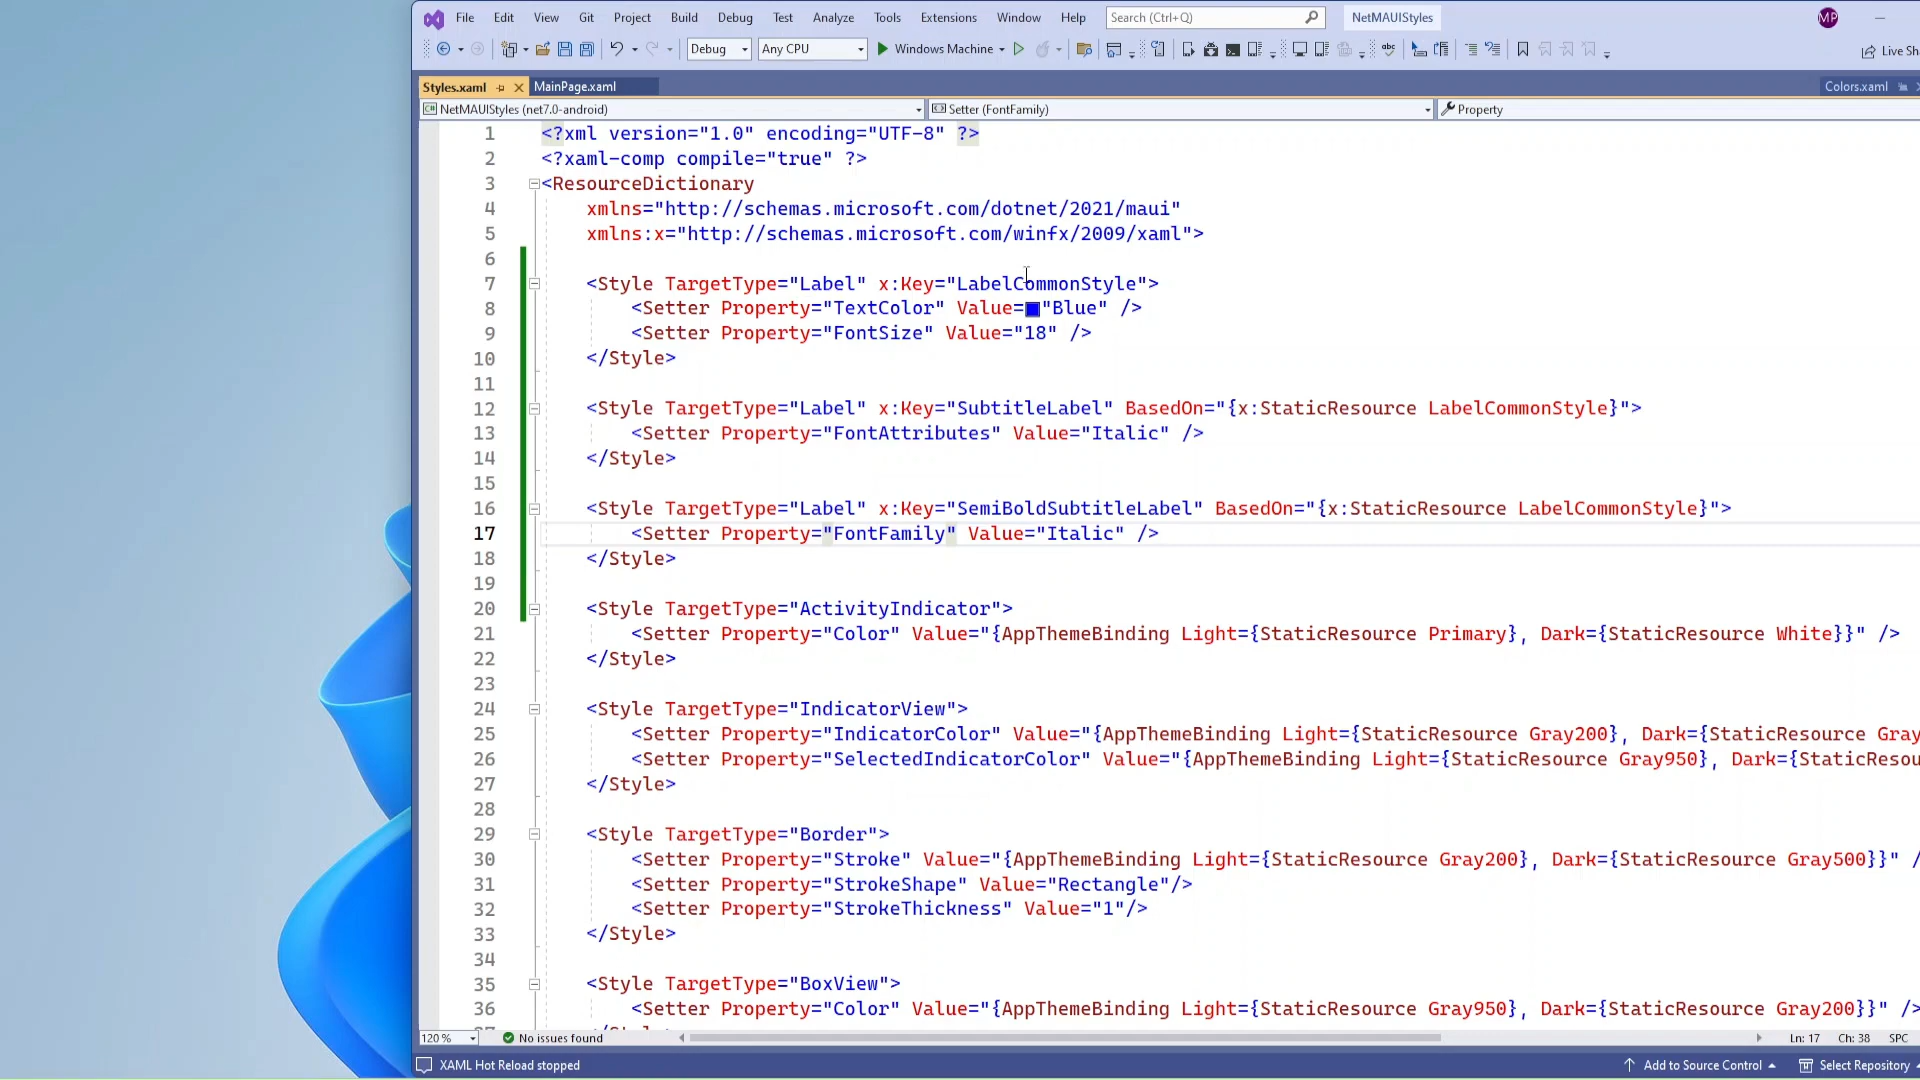 File Edit View Git Project Build Debug Test Analyze Tools Extensions Window Help Search (Ctrl+Q) NetMAUIStyles MP
Debug Any CPU Windows Machine Live Sh
Styles.xaml MainPage.xaml Colors.xaml
NetMAUIStyles (net7.0-android) Setter (FontFamily) Property
1 <?xml version="1.0" encoding="UTF-8" ?>
2 <?xaml-comp compile="true" ?>
3 <ResourceDictionary
4 xmlns="http://schemas.microsoft.com/dotnet/2021/maui"
5 xmlns:x="http://schemas.microsoft.com/winfx/2009/xaml">
6
7 <Style TargetType="Label" x:Key="LabelCommonStyle">
8 <Setter Property="TextColor" Value="Blue" />
9 <Setter Property="FontSize" Value="18" />
10 </Style>
11
12 <Style TargetType="Label" x:Key="SubtitleLabel" BasedOn="{x:StaticResource LabelCommonStyle}">
13 <Setter Property="FontAttributes" Value="Italic" />
14 </Style>
15
16 <Style TargetType="Label" x:Key="SemiBoldSubtitleLabel" BasedOn="{x:StaticResource LabelCommonStyle}">
17 <Setter Property="FontFamily" Value="Italic" />
18 </Style>
19
20 <Style TargetType="ActivityIndicator">
21 <Setter Property="Color" Value="{AppThemeBinding Light={StaticResource Primary}, Dark={StaticResource White}}" />
22 </Style>
23
24 <Style TargetType="IndicatorView">
25 <Setter Property="IndicatorColor" Value="{AppThemeBinding Light={StaticResource Gray200}, Dark={StaticResource Gray
26 <Setter Property="SelectedIndicatorColor" Value="{AppThemeBinding Light={StaticResource Gray950}, Dark={StaticResou
27 </Style>
28
29 <Style TargetType="Border">
30 <Setter Property="Stroke" Value="{AppThemeBinding Light={StaticResource Gray200}, Dark={StaticResource Gray500}}" /
31 <Setter Property="StrokeShape" Value="Rectangle"/>
32 <Setter Property="StrokeThickness" Value="1"/>
33 </Style>
34
35 <Style TargetType="BoxView">
36 <Setter Property="Color" Value="{AppThemeBinding Light={StaticResource Gray950}, Dark={StaticResource Gray200}}" />
120 % No issues found Ln: 17 Ch: 38 SPC
XAML Hot Reload stopped Add to Source Control Select Repository